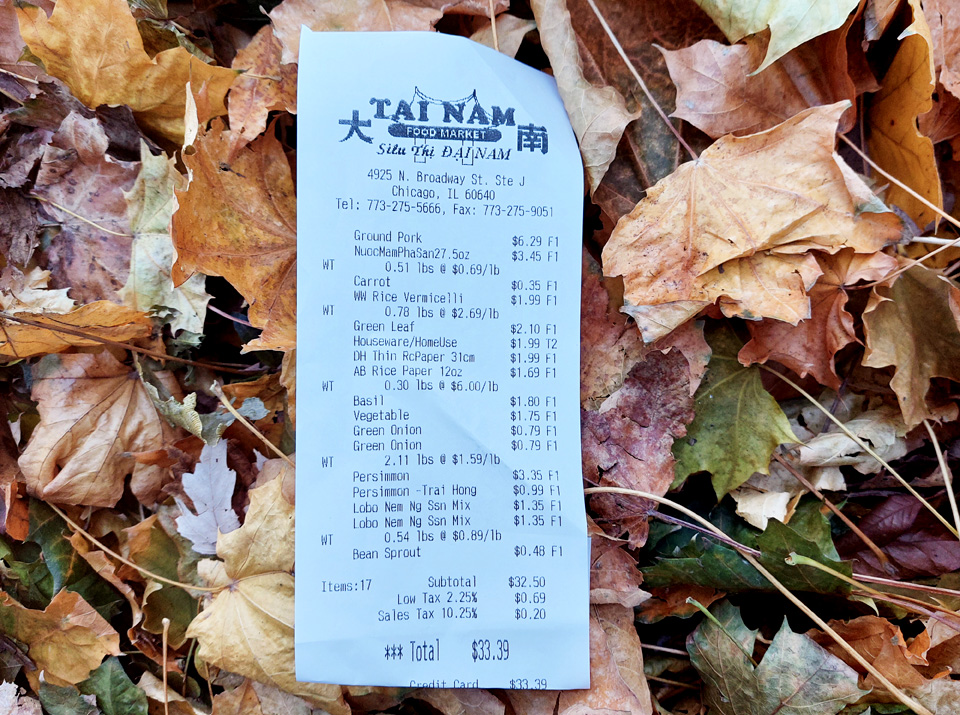 TAI NAM
大 南
FOOD MARKET
Siêu Thị ĐẠI NAM
4925 N. Broadway St. Ste J
Chicago, IL 60640
Tel: 773-275-5666, Fax: 773-275-9051
Ground Pork $6.29 F1
NuocMamPhaSan27.5oz $3.45 F1
WT 0.51 lbs @ $0.69/lb
Carrot $0.35 F1
WW Rice Vermicelli $1.99 F1
WT 0.78 lbs @ $2.69/lb
Green Leaf $2.10 F1
Houseware/HomeUse $1.99 T2
DH Thin RcPaper 31cm $1.99 F1
AB Rice Paper 12oz $1.69 F1
WT 0.30 lbs @ $6.00/lb
Basil $1.80 F1
Vegetable $1.75 F1
Green Onion $0.79 F1
Green Onion $0.79 F1
WT 2.11 lbs @ $1.59/lb
Persimmon $3.35 F1
Persimmon -Trai Hong $0.99 F1
Lobo Nem Ng Ssn Mix $1.35 F1
Lobo Nem Ng Ssn Mix $1.35 F1
WT 0.54 lbs @ $0.89/lb
Bean Sprout $0.48 F1
Items:17 Subtotal $32.50
Low Tax 2.25% $0.69
Sales Tax 10.25% $0.20
*** Total $33.39
Credit Card $33.39